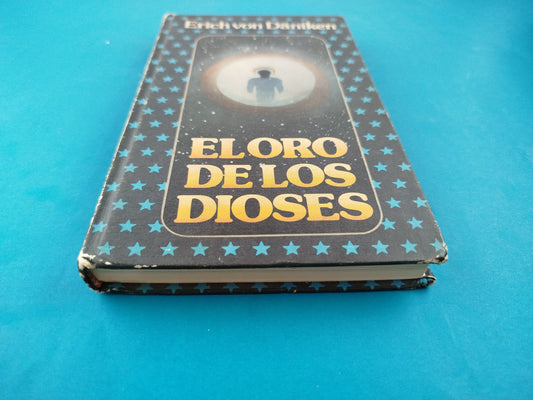 Erich von Däniken
EL ORO
DE LOS
DIOSES